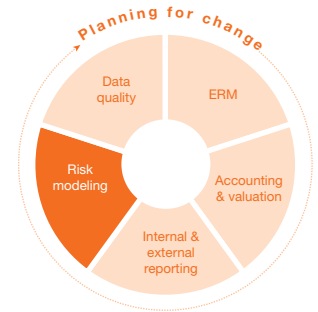 Planning for change
Data
quality
ERM
Risk
modeling
Accounting
& valuation
Internal &
external
reporting